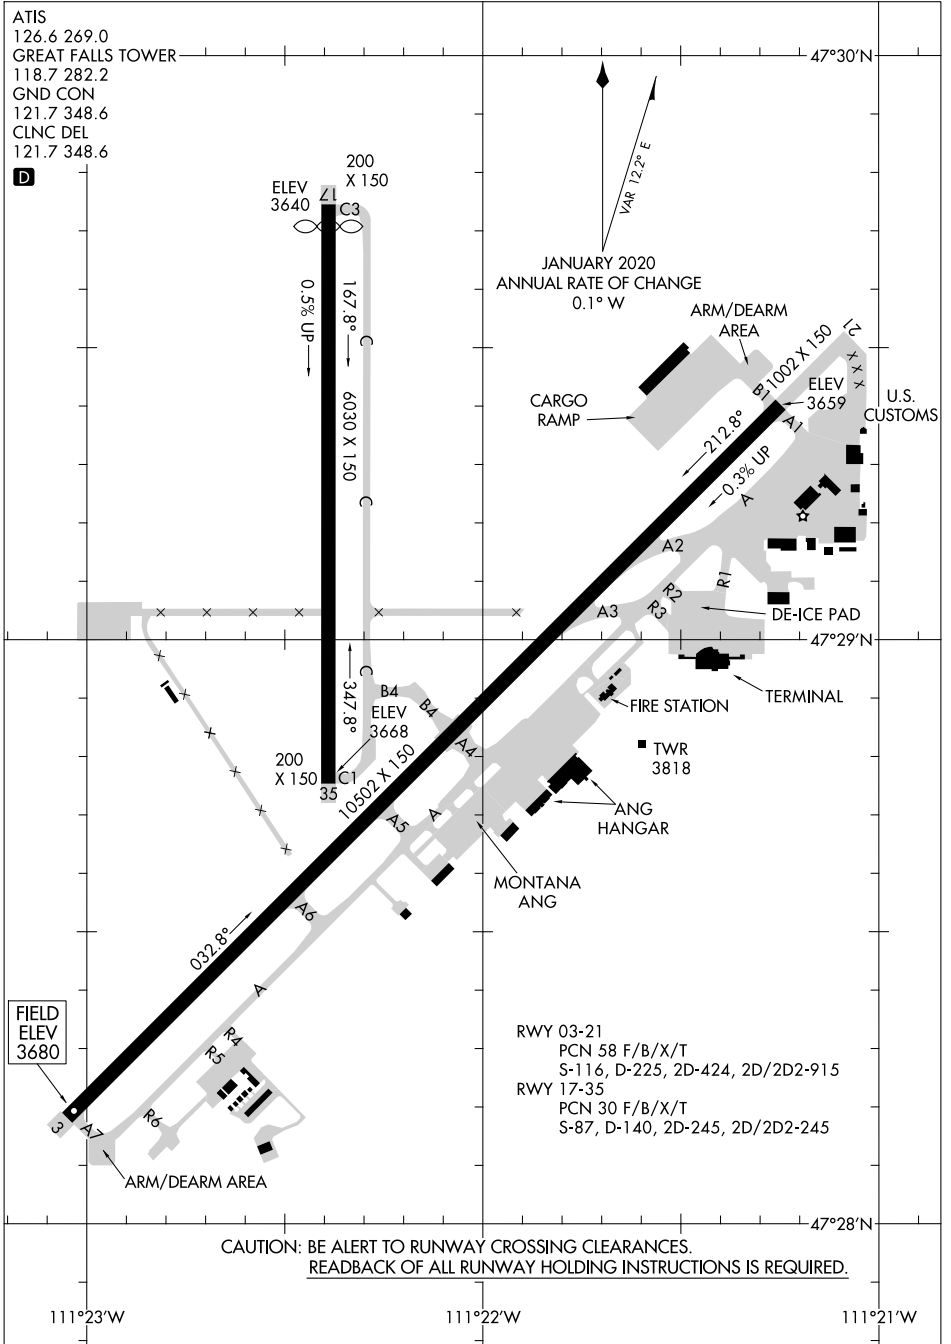 ATIS
126.6 269.0
GREAT FALLS TOWER
118.7 282.2
GND CON
121.7 348.6
CLNC DEL
121.7 348.6
D
47°30'N
VAR 12.2° E
JANUARY 2020
ANNUAL RATE OF CHANGE
0.1° W
200
X 150
ELEV
3640
17
C3
0.5% UP
167.8°
C
6030 X 150
C
C
347.8°
ARM/DEARM
AREA
21
1002 X 150
B1
ELEV
3659
A1
U.S.
CUSTOMS
CARGO
RAMP
212.8°
0.3% UP
A
A2
R1
R2
R3
A3
DE-ICE PAD
47°29'N
TERMINAL
FIRE STATION
TWR
3818
B4
B4
ELEV
3668
A4
200
X 150
C1
35
10502 X 150
A5
A
ANG
HANGAR
MONTANA
ANG
A6
032.8°
A
FIELD
ELEV
3680
R4
R5
R6
3
A7
ARM/DEARM AREA
RWY 03-21
PCN 58 F/B/X/T
S-116, D-225, 2D-424, 2D/2D2-915
RWY 17-35
PCN 30 F/B/X/T
S-87, D-140, 2D-245, 2D/2D2-245
47°28'N
CAUTION: BE ALERT TO RUNWAY CROSSING CLEARANCES.
READBACK OF ALL RUNWAY HOLDING INSTRUCTIONS IS REQUIRED.
111°23'W
111°22'W
111°21'W